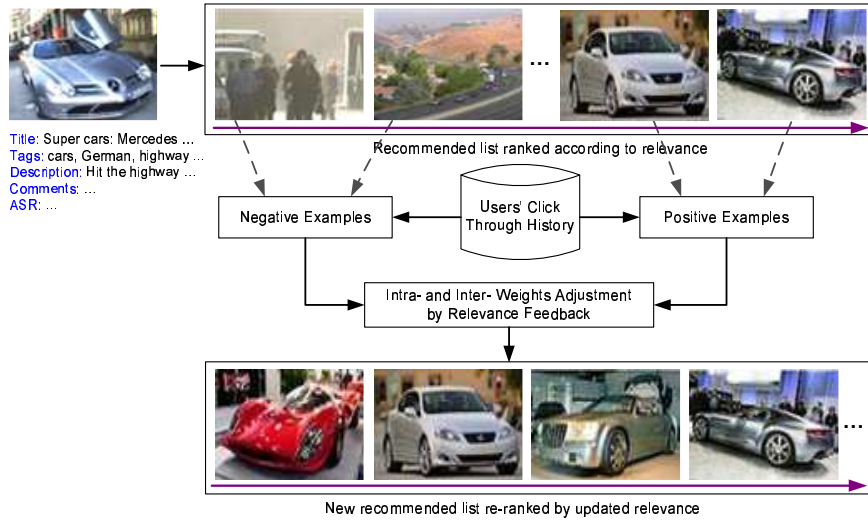 Title: Super cars: Mercedes ...
Tags: cars, German, highway ...
Description: Hit the highway ...
Comments: ...
ASR: ...
...
Recommended list ranked according to relevance
Negative Examples
Users' Click
Through History
Positive Examples
Intra- and Inter- Weights Adjustment
by Relevance Feedback
...
New recommended list re-ranked by updated relevance